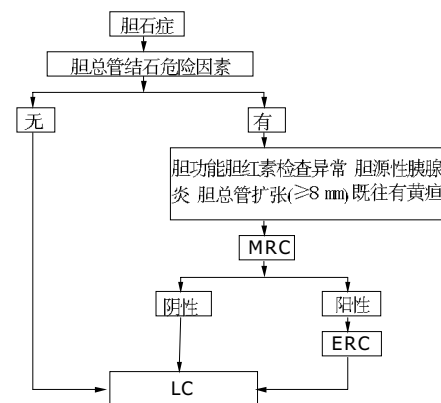 胆石症
胆总管结石危险因素
无
有
胆功能胆红素检查异常 胆源性胰腺
炎 胆总管扩张(≥8 mm)既往有黄疸
MRC
阴性
阳性
ERC
LC